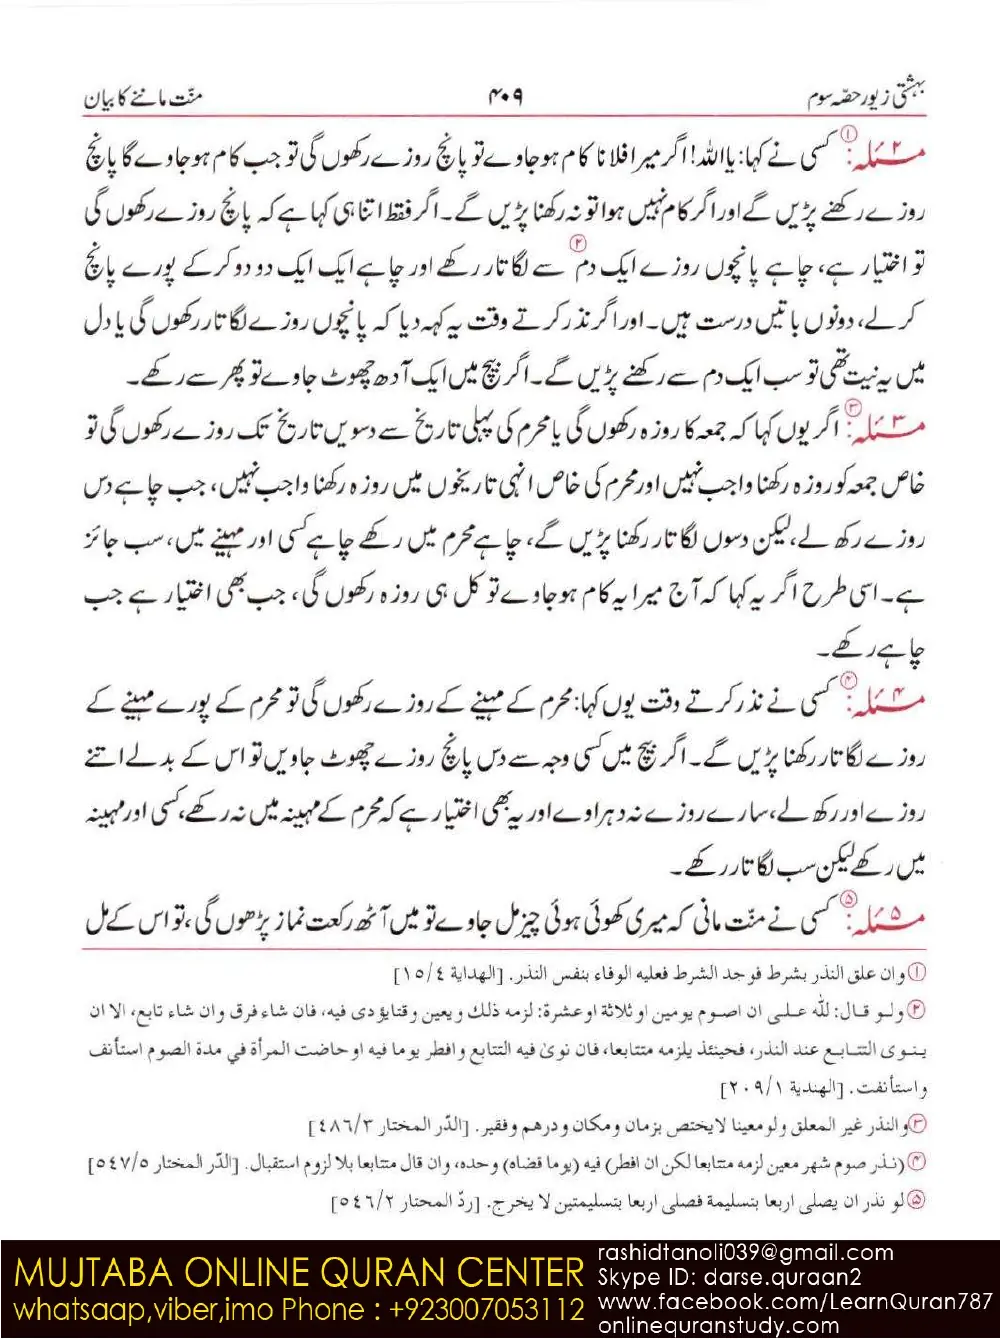 بہشتی زیور حصّہ سوم ۴۰۹ منّت ماننے کا بیان
مسئلہ ۲: ① کسی نے کہا: یا اللہ! اگر میرا فلانا کام ہو جاوے تو پانچ روزے رکھوں گی تو جب کام ہو جاوے گا پانچ
روزے رکھنے پڑیں گے اور اگر کام نہیں ہوا تو نہ رکھنا پڑیں گے۔ اگر فقط اتنا ہی کہا ہے کہ پانچ روزے رکھوں گی
تو اختیار ہے، چاہے پانچوں روزے ایک دم ② سے لگاتار رکھے اور چاہے ایک ایک دو دو کرکے پورے پانچ
کر لے، دونوں باتیں درست ہیں۔ اور اگر نذر کرتے وقت یہ کہہ دیا کہ پانچوں روزے لگاتار رکھوں گی یا دل
میں یہ نیت تھی تو سب ایک دم سے رکھنے پڑیں گے۔ اگر بیچ میں ایک آدھ چھوٹ جاوے تو پھر سے رکھے۔
مسئلہ ۳: ③ اگر یوں کہا کہ جمعہ کا روزہ رکھوں گی یا محرم کی پہلی تاریخ سے دسویں تاریخ تک روزے رکھوں گی تو
خاص جمعہ کو روزہ رکھنا واجب نہیں اور محرم کی خاص انہی تاریخوں میں روزہ رکھنا واجب نہیں، جب چاہے دس
روزے رکھ لے، لیکن دسوں لگاتار رکھنا پڑیں گے، چاہے محرم میں رکھے چاہے کسی اور مہینے میں، سب جائز
ہے۔ اسی طرح اگر یہ کہا کہ آج میرا یہ کام ہو جاوے تو کل ہی روزہ رکھوں گی، جب بھی اختیار ہے جب
چاہے رکھے۔
مسئلہ ۴: ④ کسی نے نذر کرتے وقت یوں کہا: محرم کے مہینے کے روزے رکھوں گی تو محرم کے پورے مہینے کے
روزے لگاتار رکھنا پڑیں گے۔ اگر بیچ میں کسی وجہ سے دس پانچ روزے چھوٹ جاویں تو اس کے بدلے اتنے
روزے اور رکھ لے، سارے روزے نہ دہراوے اور یہ بھی اختیار ہے کہ محرم کے مہینہ میں نہ رکھے، کسی اور مہینہ
میں رکھے لیکن سب لگاتار رکھے۔
مسئلہ ۵: ⑤ کسی نے منّت مانی کہ میری کھوئی ہوئی چیز مل جاوے تو میں آٹھ رکعت نماز پڑھوں گی، تو اس کے مل
① وان علق النذر بشرط فوجد الشرط فعليه الوفاء بنفس النذر. [الهداية ١٥/٤]
② ولو قال: لله علی ان اصوم يومين او ثلاثة او عشرة: لزمه ذلك ويعين وقتا يؤدى فيه، فان شاء فرق وان شاء تابع، الا ان
ينوى التتابع عند النذر، فحينئذ يلزمه متتابعا، فان نوىٰ فيه التتابع وافطر يوما فيه او حاضت المرأة في مدة الصوم استأنف
واستأنفت. [الهندية ٢٠٩/١]
③ والنذر غير المعلق ولو معينا لا يختص بزمان ومكان ودرهم وفقير. [الدّر المختار ٤٨٦/٣]
④ (نذر صوم شهر معين لزمه متتابعا لكن ان افطر) فيه (يوما قضاه) وحده، وان قال متتابعا بلا لزوم استقبال. [الدّر المختار ٥٤٧/٥]
⑤ لو نذر ان يصلى اربعا بتسليمة فصلى اربعا بتسليمتين لا يخرج. [ردّ المحتار ٥٤٦/٢]
MUJTABA ONLINE QURAN CENTER
whatsaap,viber,imo Phone : +923007053112
rashidtanoli039@gmail.com
Skype ID: darse.quraan2
www.facebook.com/LearnQuran787
onlinequranstudy.com